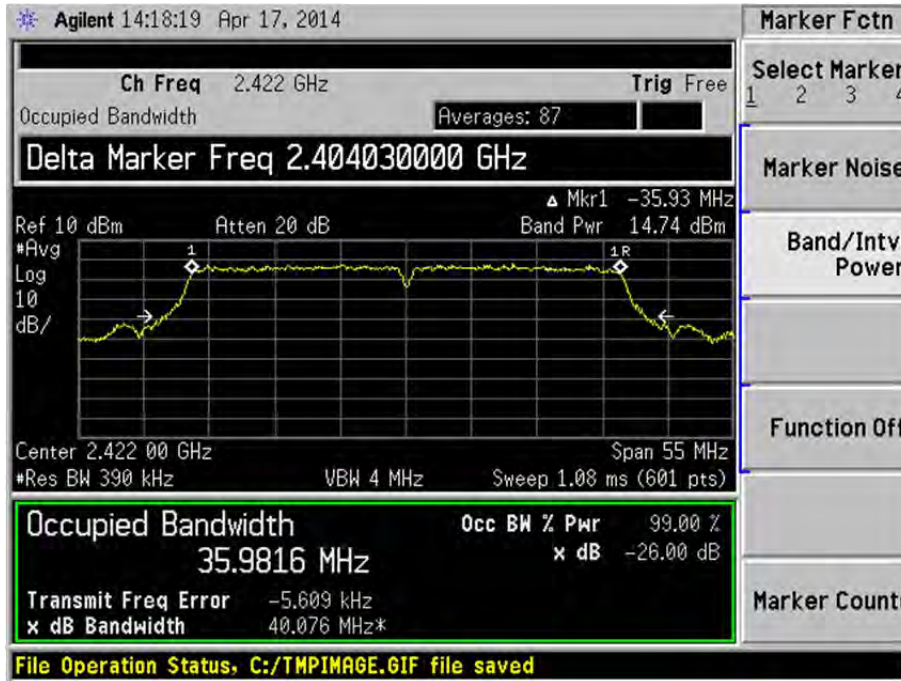 Agilent 14:18:19 Apr 17, 2014
Ch Freq 2.422 GHz Trig Free
Occupied Bandwidth Averages: 87
Delta Marker Freq 2.404030000 GHz
Δ Mkr1 -35.93 MHz
Ref 10 dBm Atten 20 dB Band Pwr 14.74 dBm
#Avg
Log
10
dB/
1 1R
Center 2.422 00 GHz Span 55 MHz
#Res BW 390 kHz VBW 4 MHz Sweep 1.08 ms (601 pts)
Occupied Bandwidth Occ BW % Pwr 99.00 %
35.9816 MHz x dB -26.00 dB
Transmit Freq Error -5.609 kHz
x dB Bandwidth 40.076 MHz*
File Operation Status, C:/TMPIMAGE.GIF file saved
Marker Fctn
Select Marker
1 2 3 4
Marker Noise
Band/Intv
Power
Function Off
Marker Count